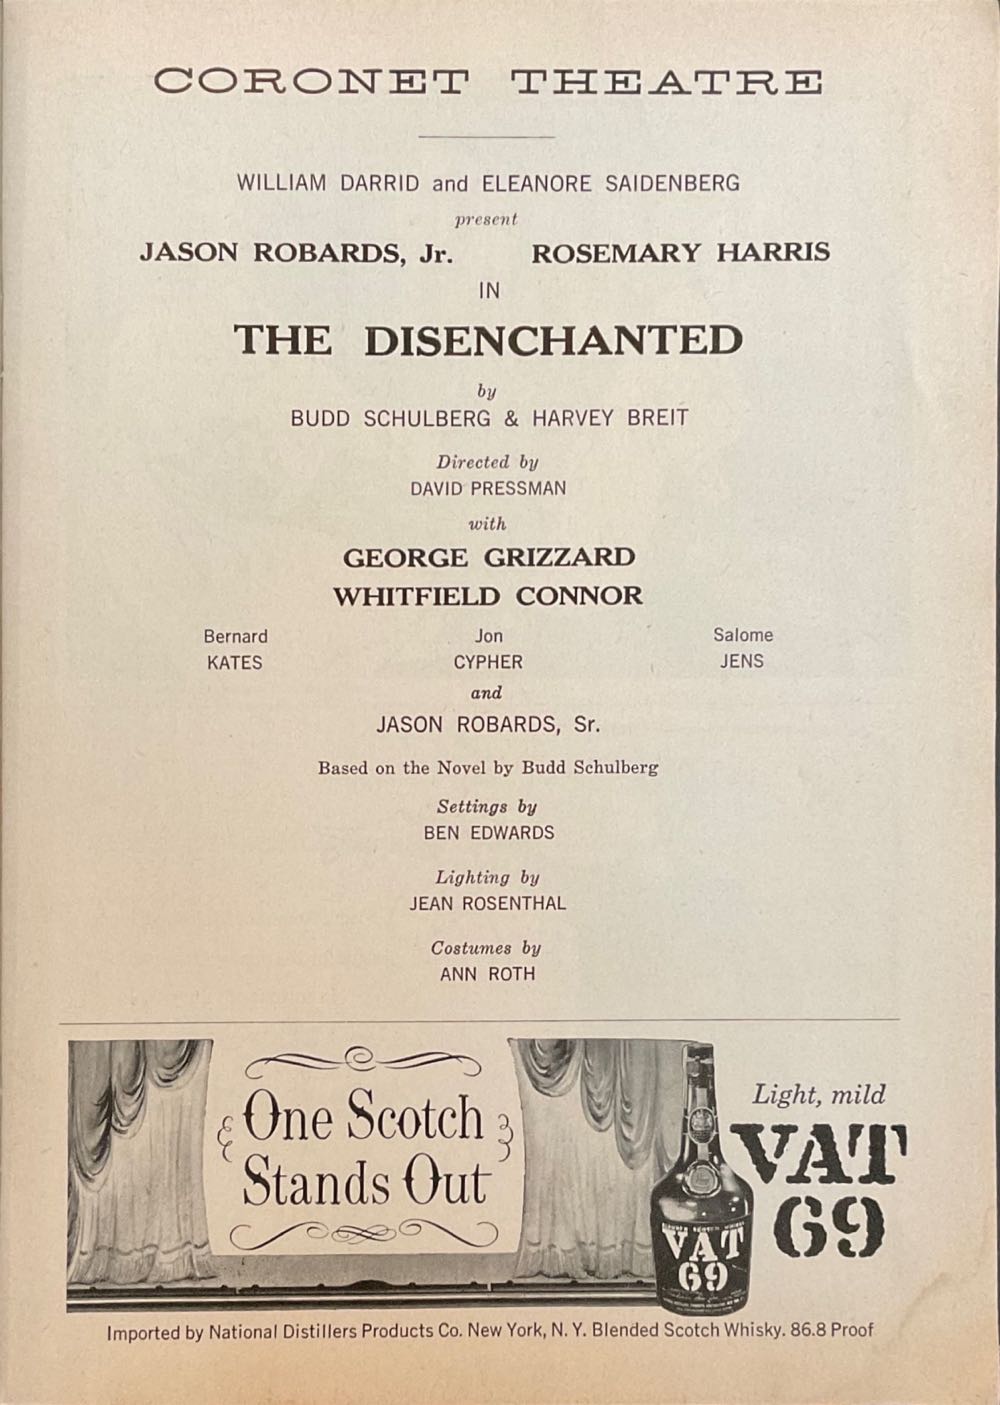 CORONET THEATRE
WILLIAM DARRID and ELEANORE SAIDENBERG
present
JASON ROBARDS, Jr. ROSEMARY HARRIS
IN
THE DISENCHANTED
by
BUDD SCHULBERG & HARVEY BREIT
Directed by
DAVID PRESSMAN
with
GEORGE GRIZZARD
WHITFIELD CONNOR
Bernard Jon Salome
KATES CYPHER JENS
and
JASON ROBARDS, Sr.
Based on the Novel by Budd Schulberg
Settings by
BEN EDWARDS
Lighting by
JEAN ROSENTHAL
Costumes by
ANN ROTH
One Scotch
Stands Out
Light, mild
VAT
69
VAT
69
Imported by National Distillers Products Co. New York, N. Y. Blended Scotch Whisky. 86.8 Proof